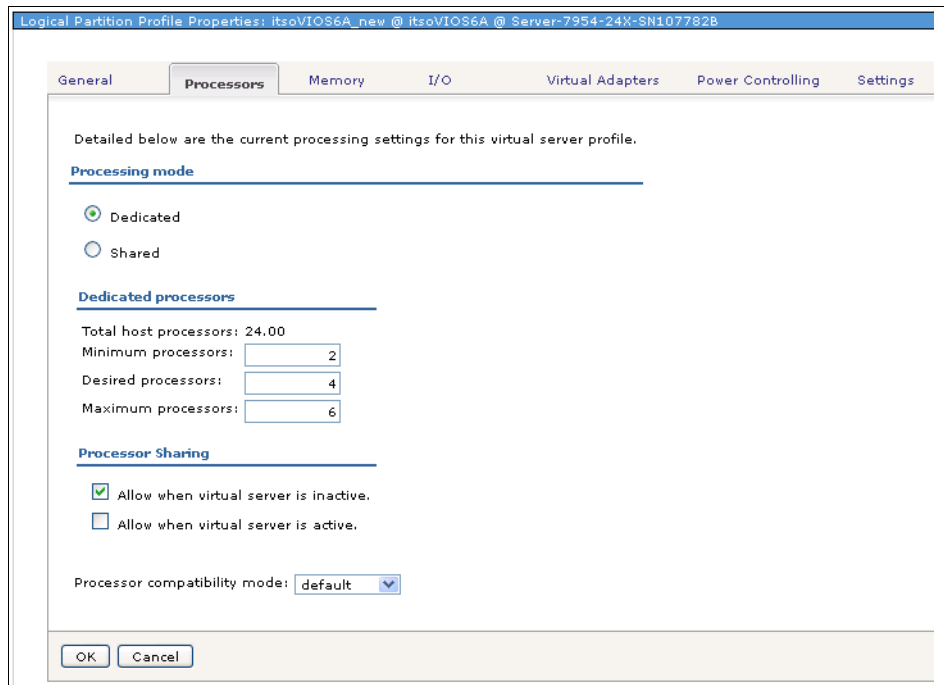 Logical Partition Profile Properties: itsoVIOS6A_new @ itsoVIOS6A @ Server-7954-24X-SN107782B
General Processors Memory I/O Virtual Adapters Power Controlling Settings
Detailed below are the current processing settings for this virtual server profile.
Processing mode
Dedicated
Shared
Dedicated processors
Total host processors: 24.00
Minimum processors: 2
Desired processors: 4
Maximum processors: 6
Processor Sharing
Allow when virtual server is inactive.
Allow when virtual server is active.
Processor compatibility mode: default
OK Cancel